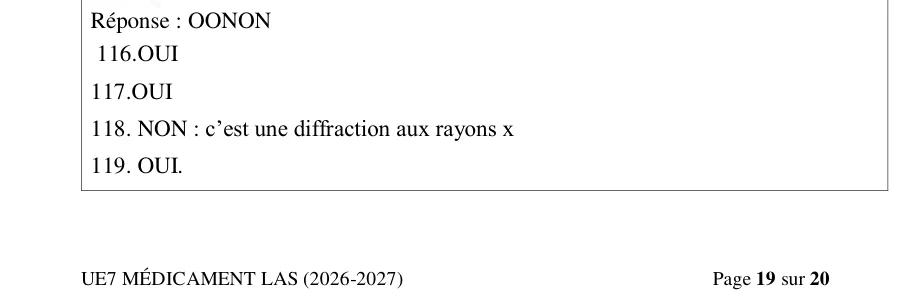 Réponse : OONON
116.OUI
117.OUI
118. NON : c’est une diffraction aux rayons x
119. OUI.
UE7 MÉDICAMENT LAS (2026-2027) Page 19 sur 20